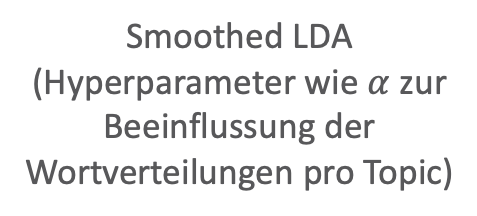 Smoothed LDA
(Hyperparameter wie 𝛼 zur
Beeinflussung der
Wortverteilungen pro Topic)